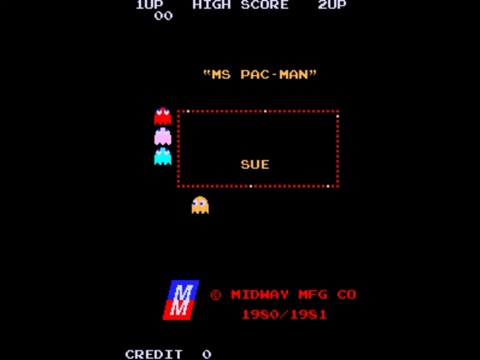 1UP HIGH SCORE 2UP
00
"MS PAC-MAN"
SUE
MM
© MIDWAY MFG CO
1980/1981
CREDIT 0